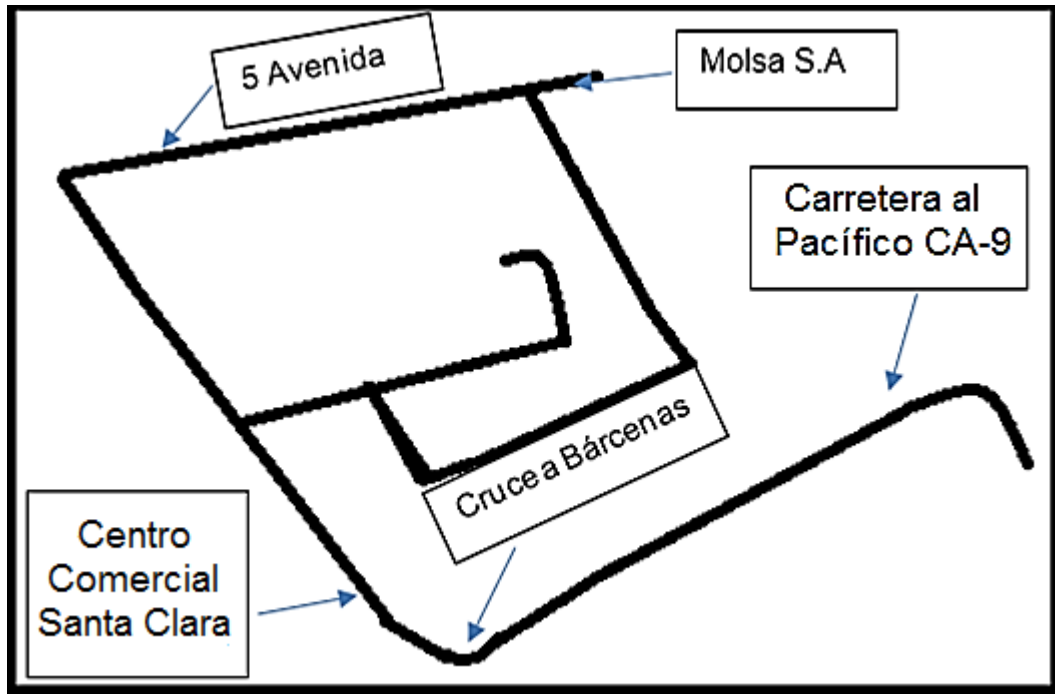 5 Avenida
Molsa S.A
Carretera al
Pacífico CA-9
Cruce a Bárcenas
Centro
Comercial
Santa Clara